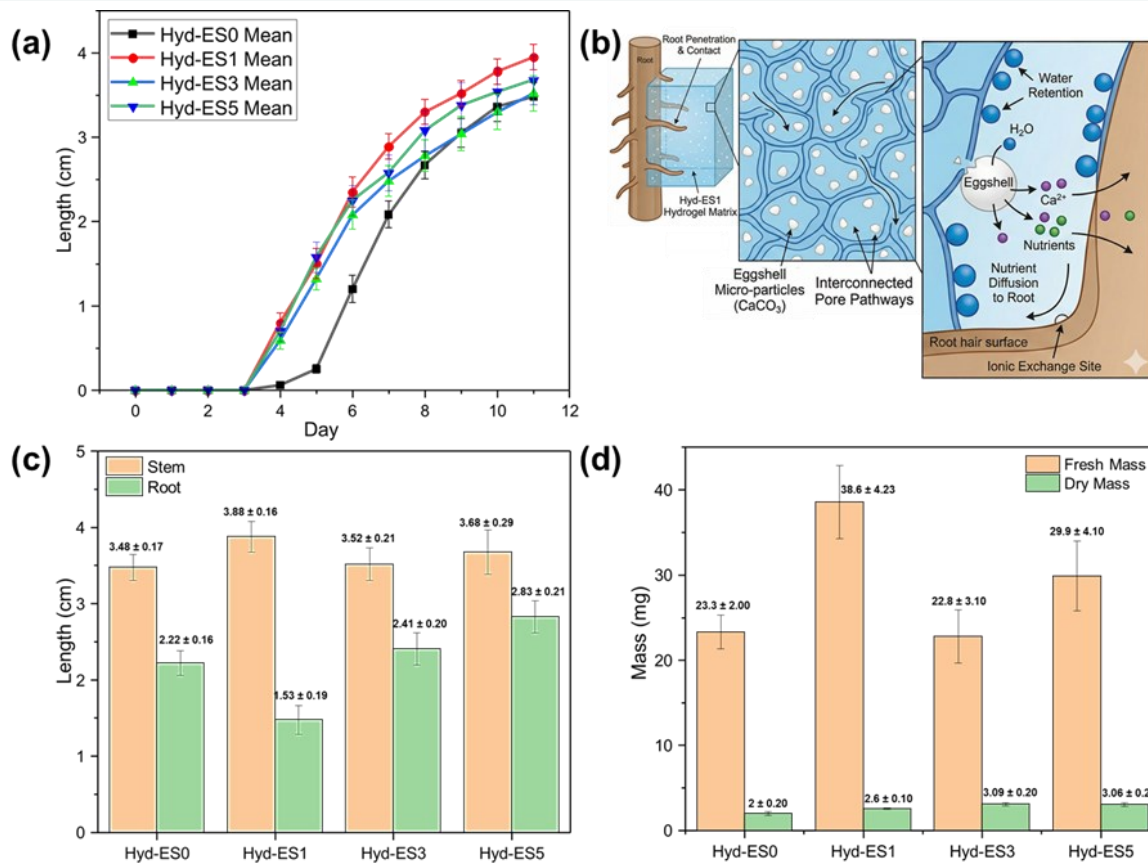 (a)
Hyd-ES0 Mean
Hyd-ES1 Mean
Hyd-ES3 Mean
Hyd-ES5 Mean
Length (cm)
4
3
2
1
0
0 2 4 6 8 10 12
Day
(b)
Root Penetration
& Contact
Root
Hyd-ES1
Hydrogel Matrix
Eggshell
Micro-particles
(CaCO₃)
Interconnected
Pore Pathways
Water
Retention
H₂O
Eggshell
Ca²⁺
Nutrients
Nutrient
Diffusion
to Root
Root hair surface
Ionic Exchange Site
(c)
Stem
Root
Length (cm)
5
4
3
2
1
0
3.48 ± 0.17
2.22 ± 0.16
3.88 ± 0.16
1.53 ± 0.19
3.52 ± 0.21
2.41 ± 0.20
3.68 ± 0.29
2.83 ± 0.21
Hyd-ES0 Hyd-ES1 Hyd-ES3 Hyd-ES5
(d)
Fresh Mass
Dry Mass
Mass (mg)
40
30
20
10
0
23.3 ± 2.00
2 ± 0.20
38.6 ± 4.23
2.6 ± 0.10
22.8 ± 3.10
3.09 ± 0.20
29.9 ± 4.10
3.06 ± 0.2
Hyd-ES0 Hyd-ES1 Hyd-ES3 Hyd-ES5